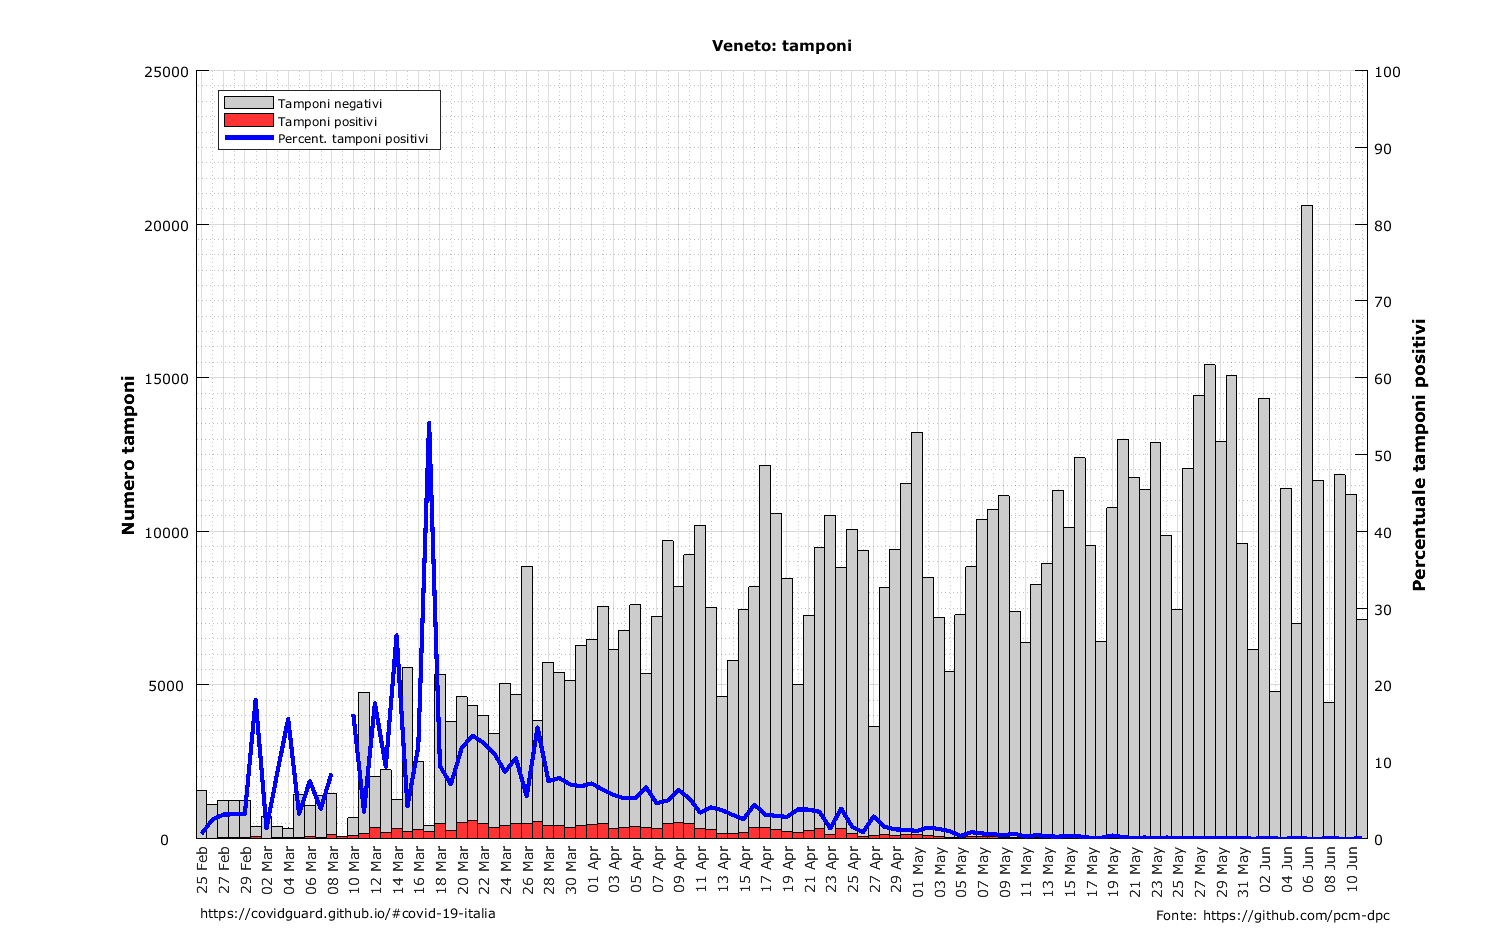 Veneto: tamponi
25000
20000
15000
10000
5000
0
Numero tamponi
Tamponi negativi
Tamponi positivi
Percent. tamponi positivi
100
90
80
70
60
50
40
30
20
10
0
Percentuale tamponi positivi
25 Feb
27 Feb
29 Feb
02 Mar
04 Mar
06 Mar
08 Mar
10 Mar
12 Mar
14 Mar
16 Mar
18 Mar
20 Mar
22 Mar
24 Mar
26 Mar
28 Mar
30 Mar
01 Apr
03 Apr
05 Apr
07 Apr
09 Apr
11 Apr
13 Apr
15 Apr
17 Apr
19 Apr
21 Apr
23 Apr
25 Apr
27 Apr
29 Apr
01 May
03 May
05 May
07 May
09 May
11 May
13 May
15 May
17 May
19 May
21 May
23 May
25 May
27 May
29 May
31 May
02 Jun
04 Jun
06 Jun
08 Jun
10 Jun
https://covidguard.github.io/#covid-19-italia
Fonte: https://github.com/pcm-dpc